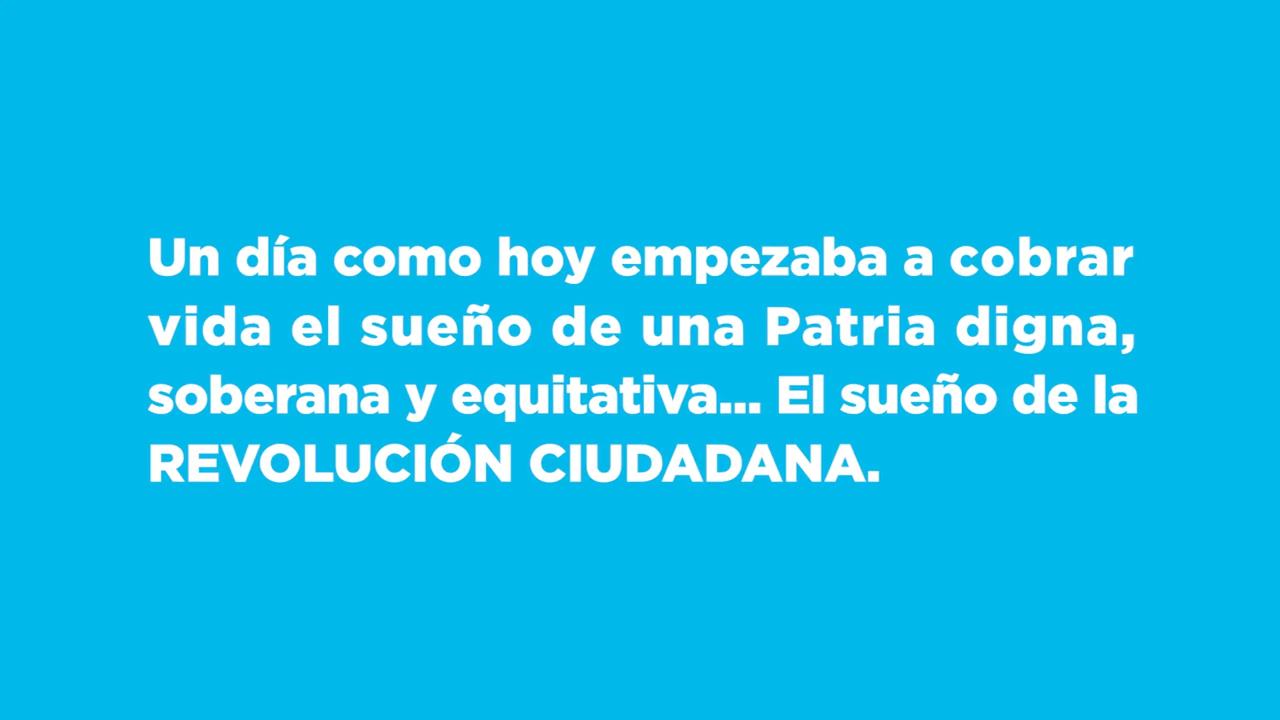 Un día como hoy empezaba a cobrar
vida el sueño de una Patria digna,
soberana y equitativa... El sueño de la
REVOLUCIÓN CIUDADANA.